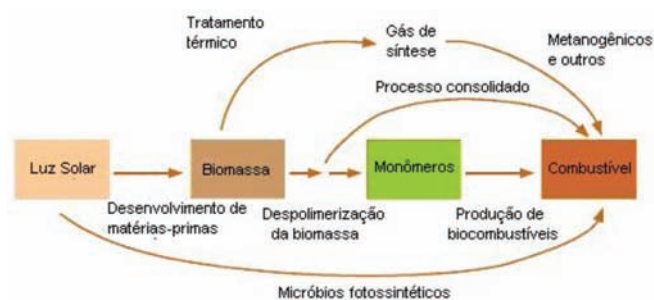 Tratamento
térmico
Gás de
síntese
Metanogênicos
e outros
Processo consolidado
Luz Solar
Biomassa
Monômeros
Combustível
Desenvolvimento de
matérias-primas
Despolimerização
da biomassa
Produção de
biocombustíveis
Micróbios fotossintéticos